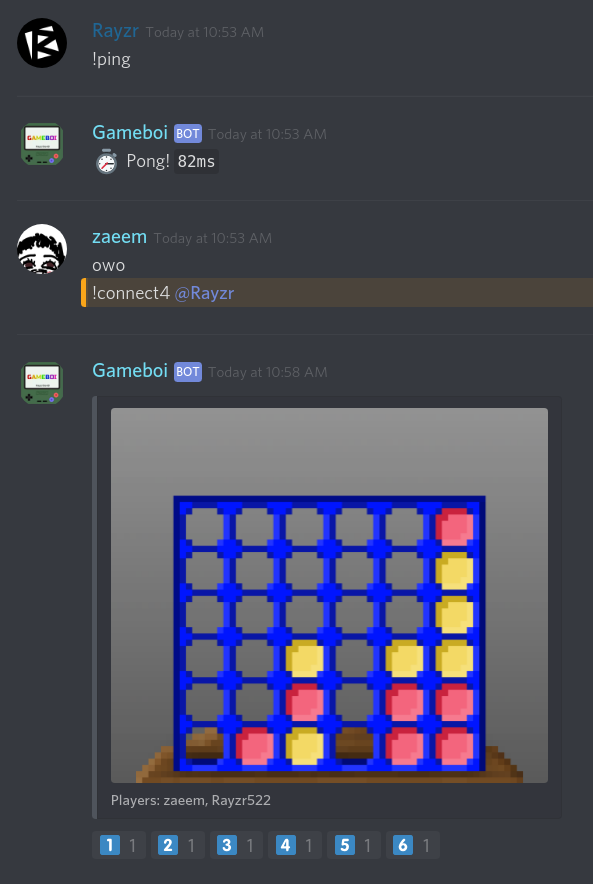 Rayzr Today at 10:53 AM
!ping
GAMEBOI
Gameboi BOT Today at 10:53 AM
Pong! 82ms
zaeem Today at 10:53 AM
owo
!connect4 @Rayzr
GAMEBOI
Gameboi BOT Today at 10:58 AM
Players: zaeem, Rayzr522
1 1 2 1 3 1 4 1 5 1 6 1